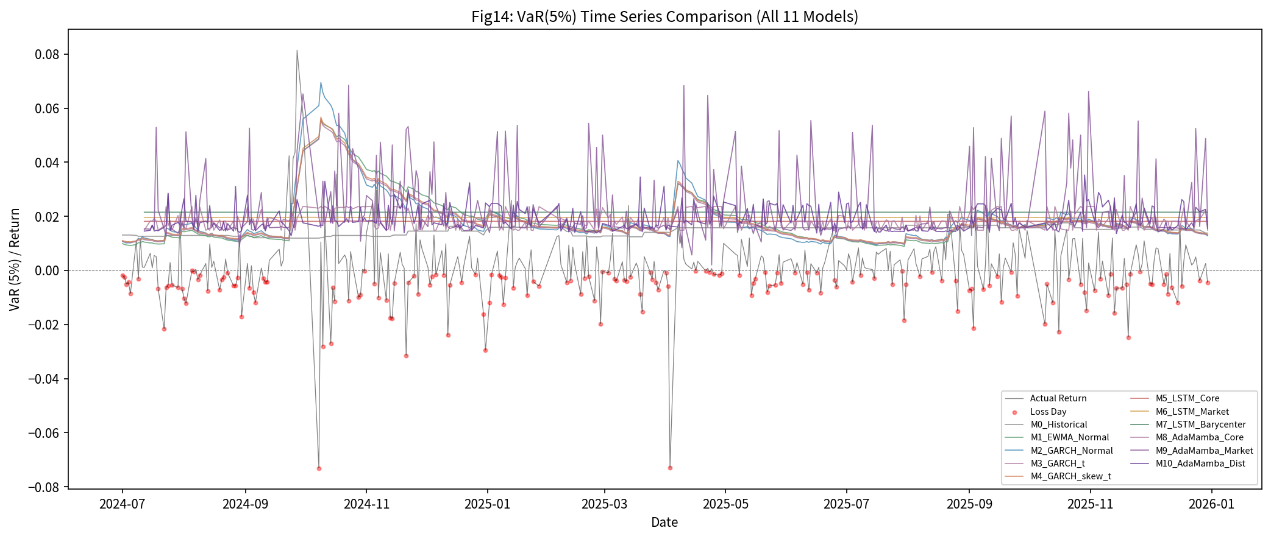 Fig14: VaR(5%) Time Series Comparison (All 11 Models)
VaR (5%) / Return
0.08
0.06
0.04
0.02
0.00
−0.02
−0.04
−0.06
−0.08
2024-07
2024-09
2024-11
2025-01
2025-03
2025-05
2025-07
2025-09
2025-11
2026-01
Date
Actual Return
Loss Day
M0_Historical
M1_EWMA_Normal
M2_GARCH_Normal
M3_GARCH_t
M4_GARCH_skew_t
M5_LSTM_Core
M6_LSTM_Market
M7_LSTM_Barycenter
M8_AdaMamba_Core
M9_AdaMamba_Market
M10_AdaMamba_Dist